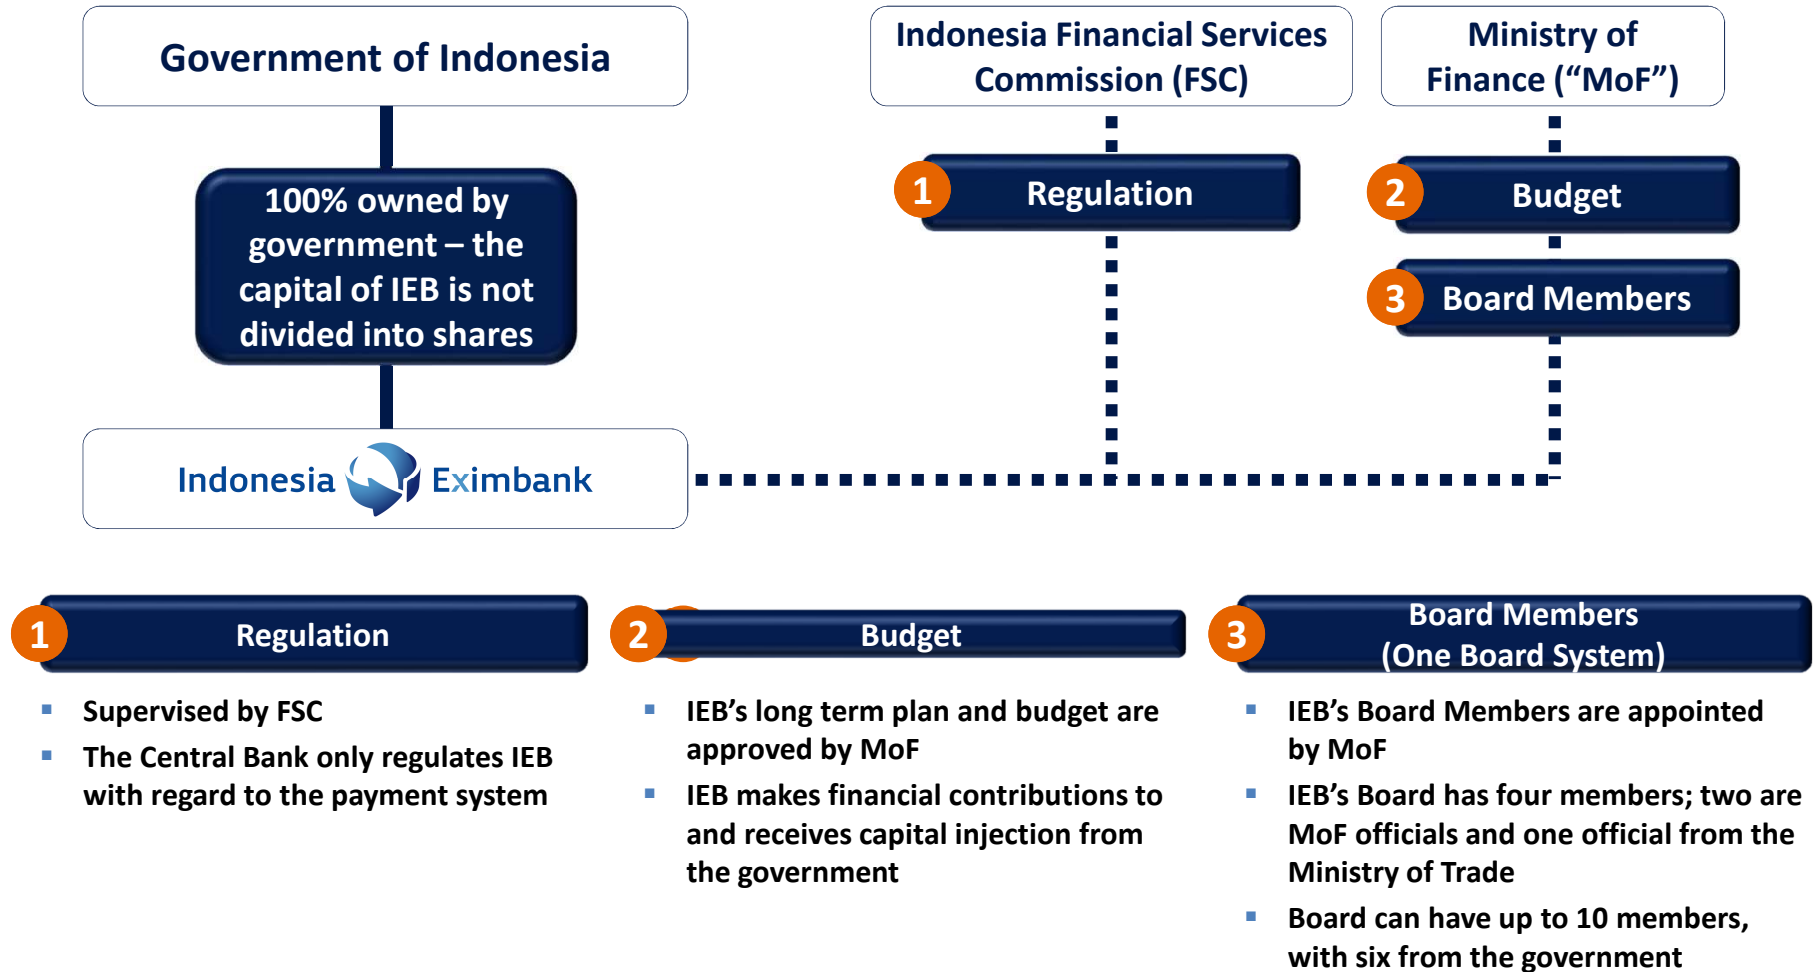 Government of Indonesia
Indonesia Financial Services
Commission (FSC)
Ministry of
Finance (“MoF”)
100% owned by
government – the
capital of IEB is not
divided into shares
1
Regulation
2
Budget
3
Board Members
Indonesia Eximbank
1
Regulation
▪ Supervised by FSC
▪ The Central Bank only regulates IEB
with regard to the payment system
2
Budget
▪ IEB’s long term plan and budget are
approved by MoF
▪ IEB makes financial contributions to
and receives capital injection from
the government
3
Board Members
(One Board System)
▪ IEB’s Board Members are appointed
by MoF
▪ IEB’s Board has four members; two are
MoF officials and one official from the
Ministry of Trade
▪ Board can have up to 10 members,
with six from the government